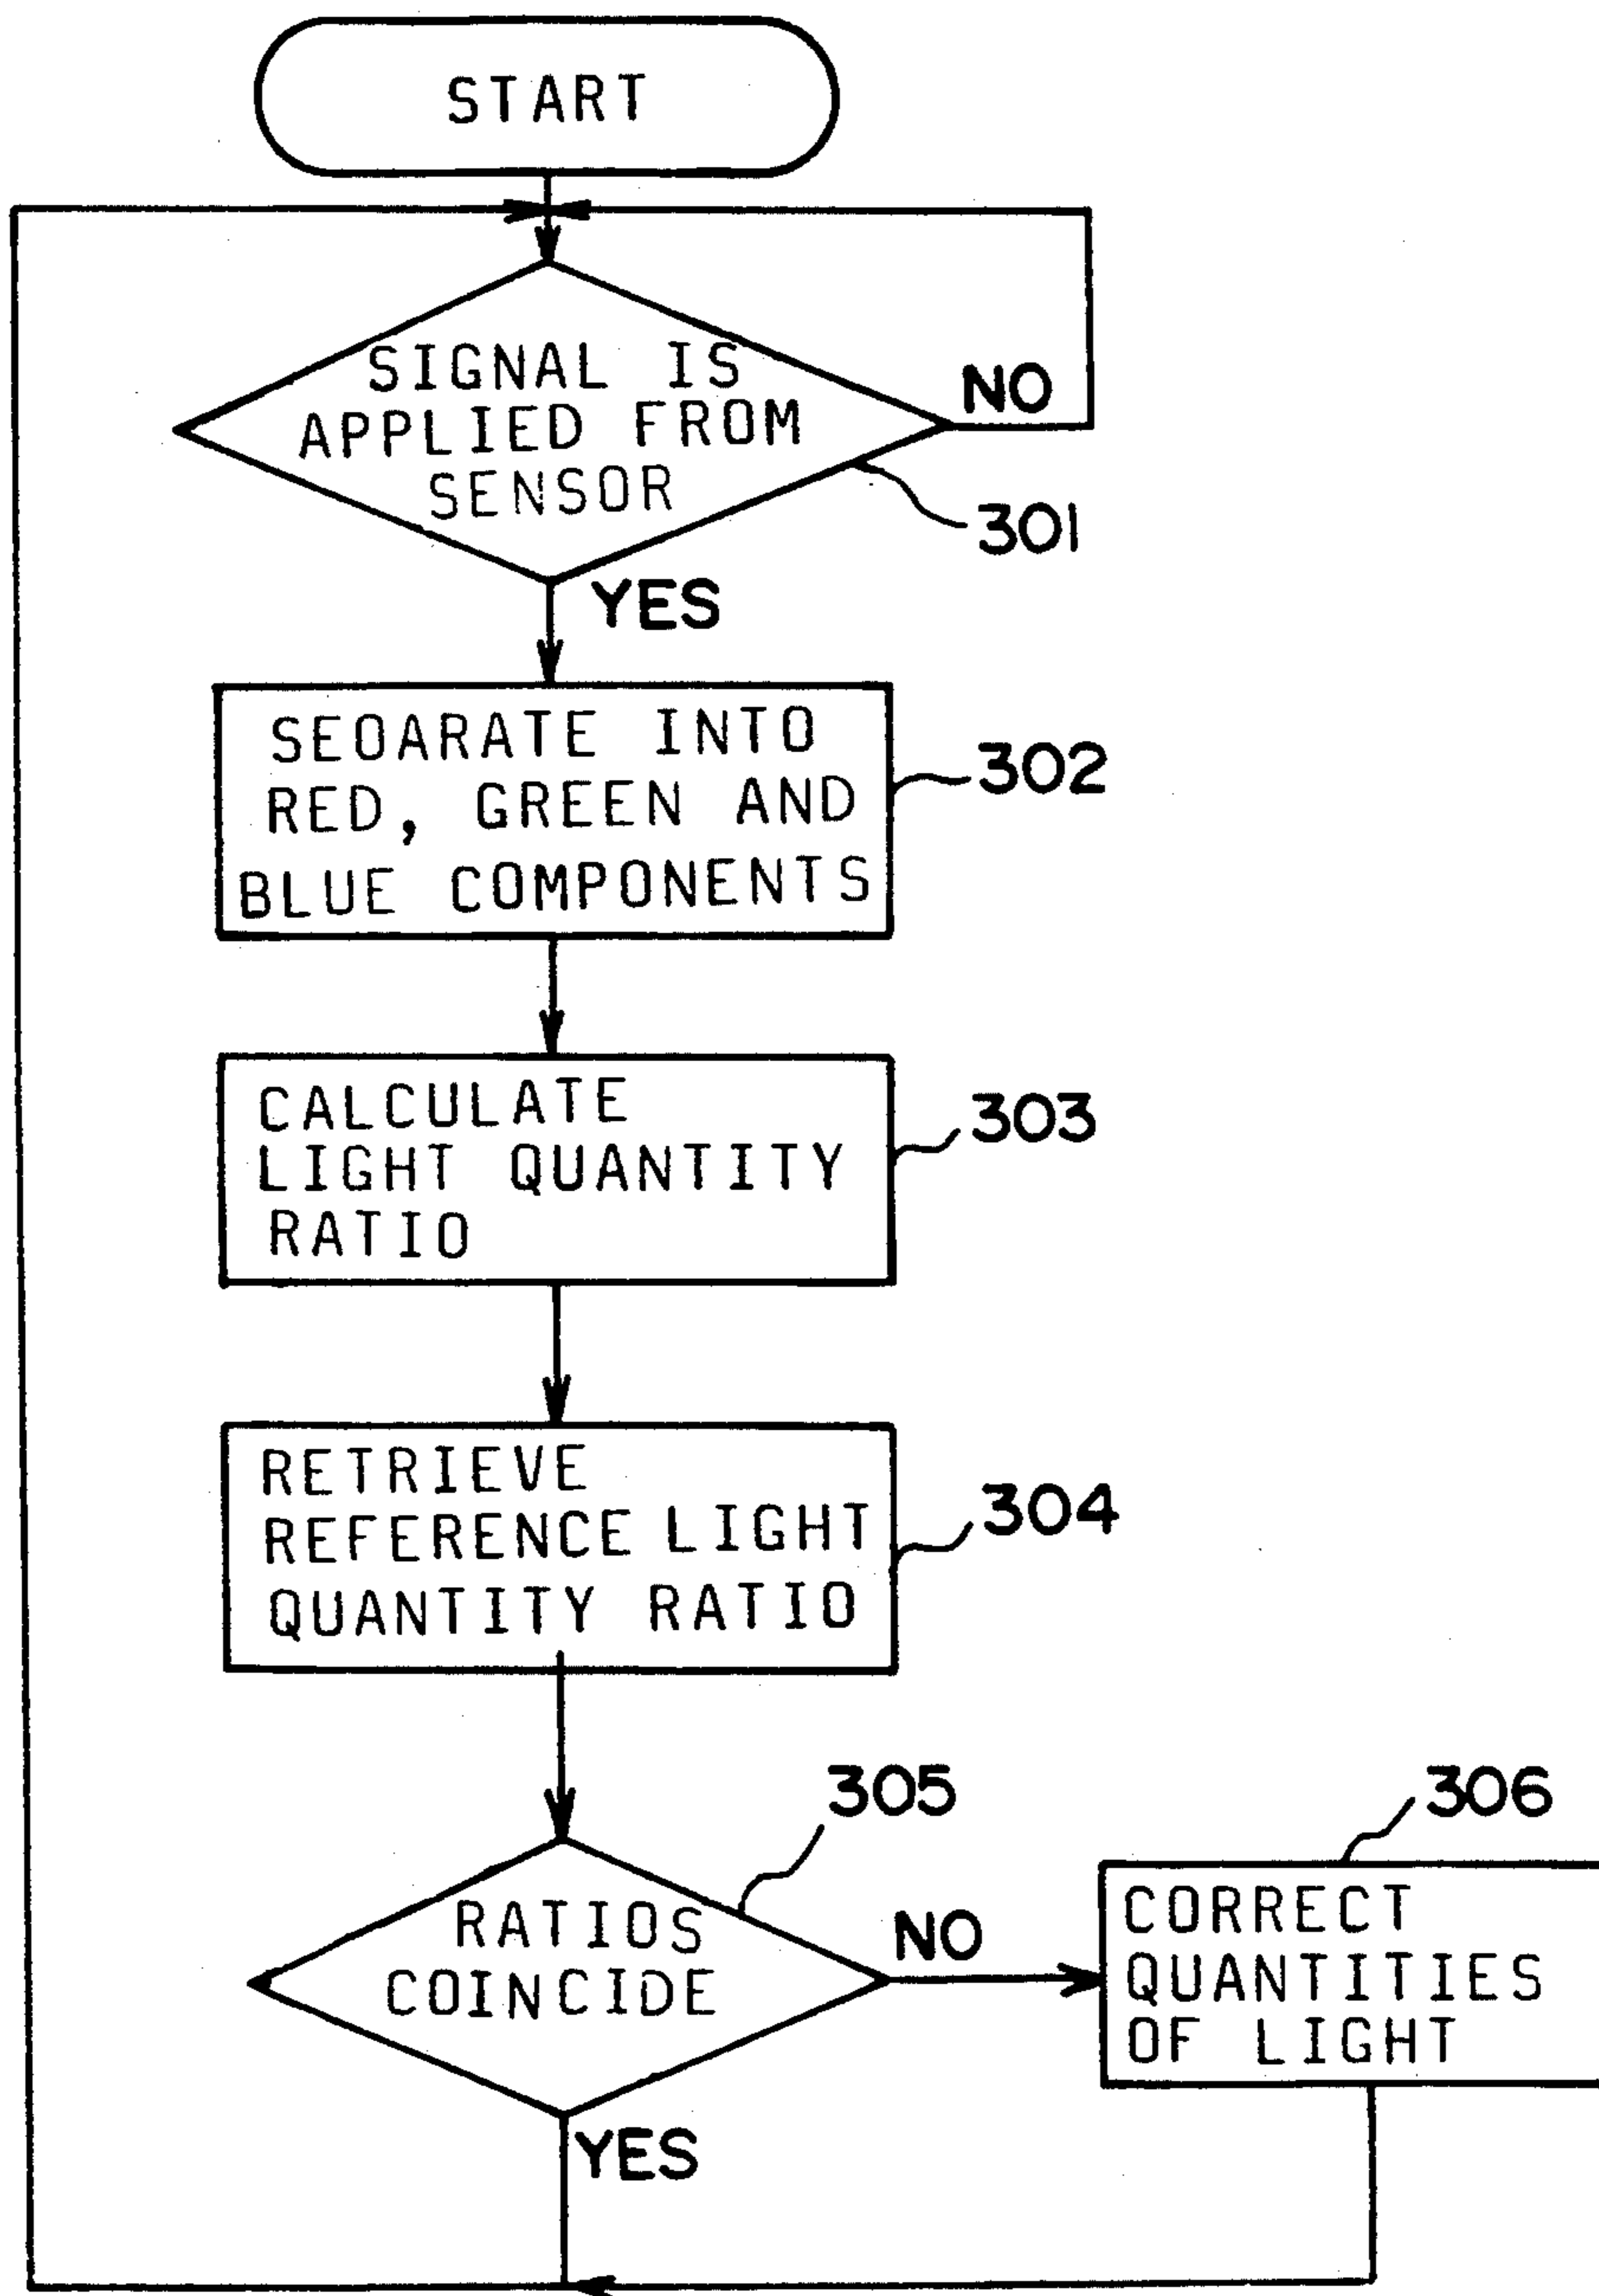 START
SIGNAL IS
APPLIED FROM
SENSOR
NO
301
YES
SEOARATE INTO
RED, GREEN AND
BLUE COMPONENTS
302
CALCULATE
LIGHT QUANTITY
RATIO
303
RETRIEVE
REFERENCE LIGHT
QUANTITY RATIO
304
305
RATIOS
COINCIDE
NO
306
CORRECT
QUANTITIES
OF LIGHT
YES